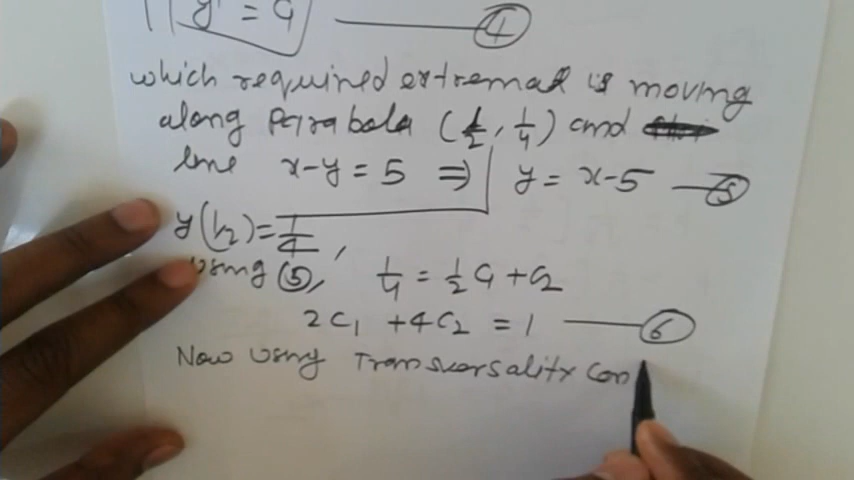 y' = C₁ — ④
which required extremal is moving
along Parabola (1/2, 1/4) and
line x-y = 5 ⇒ y = x-5 — ⑤
y(1/2) = 1/4,
using ⑤, 1/4 = 1/2 C₁ + C₂
2C₁ + 4C₂ = 1 — ⑥
Now using Transversality Con